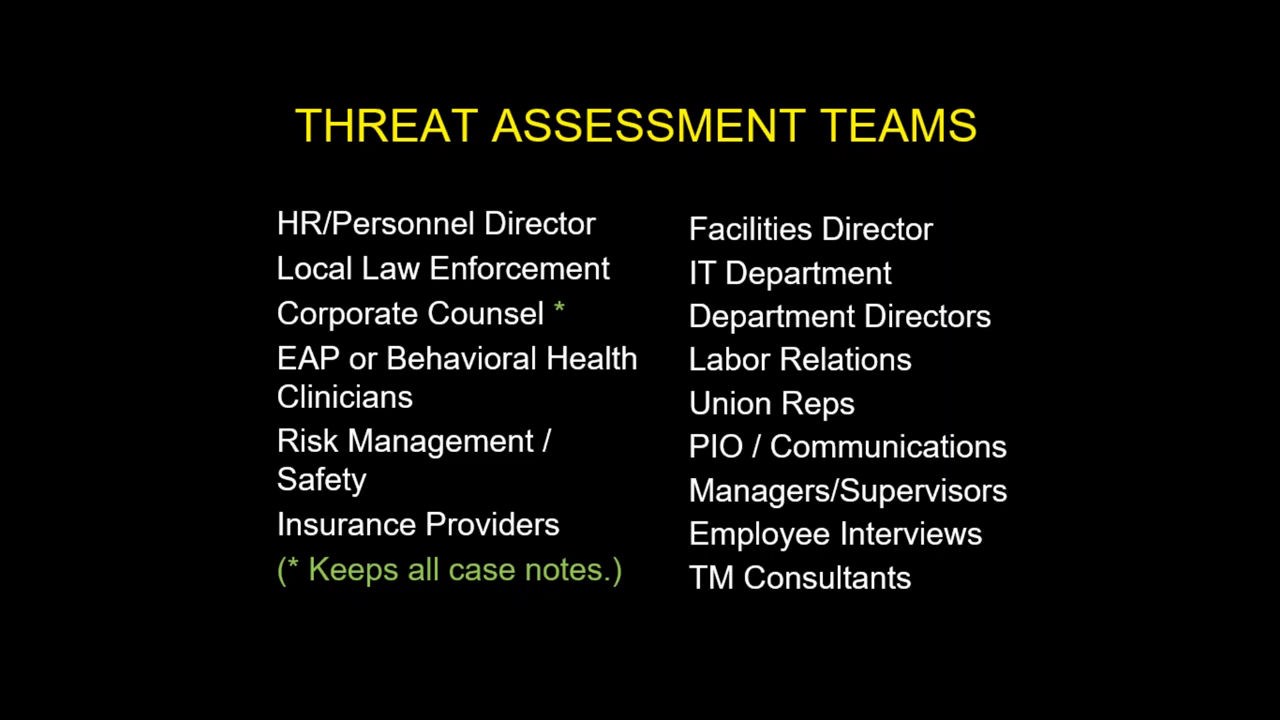 THREAT ASSESSMENT TEAMS
HR/Personnel Director
Local Law Enforcement
Corporate Counsel *
EAP or Behavioral Health
Clinicians
Risk Management /
Safety
Insurance Providers
(* Keeps all case notes.)
Facilities Director
IT Department
Department Directors
Labor Relations
Union Reps
PIO / Communications
Managers/Supervisors
Employee Interviews
TM Consultants